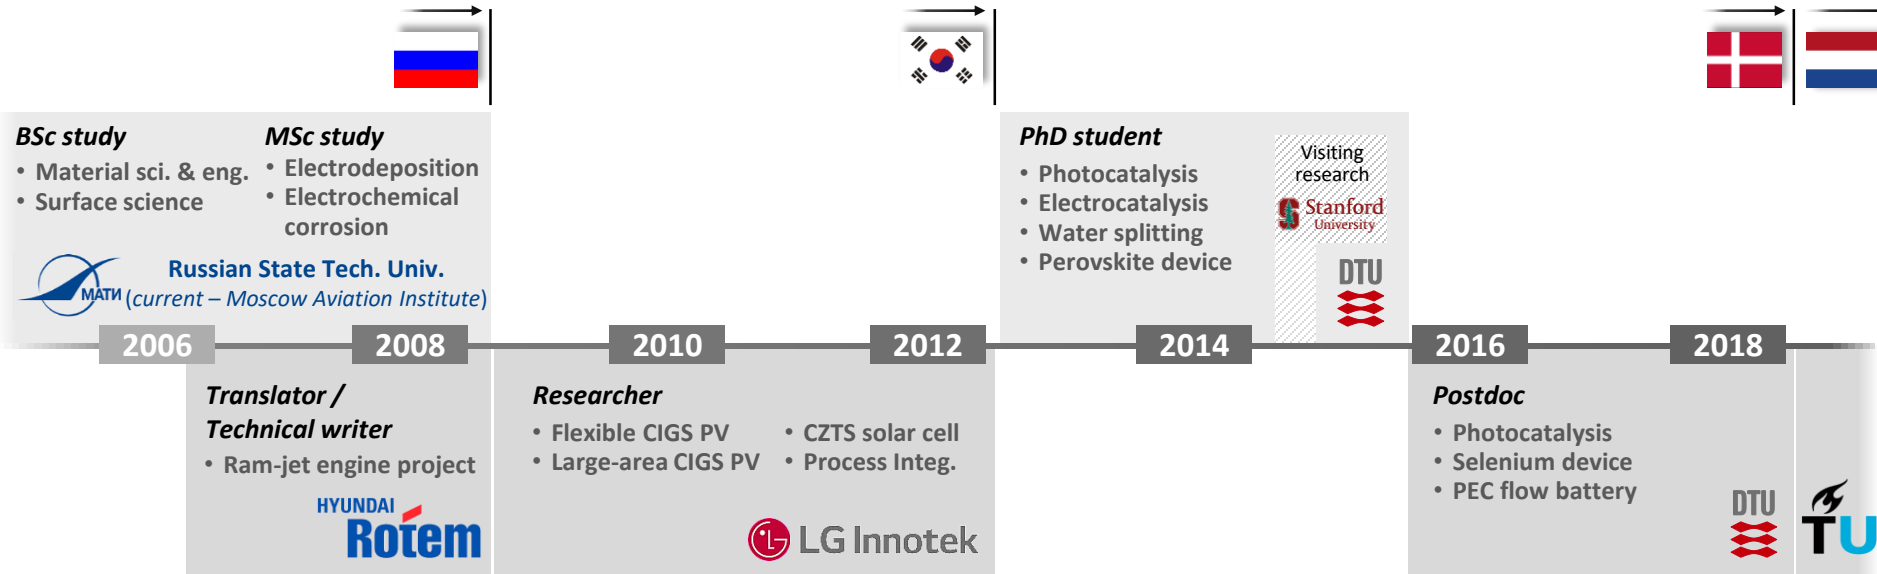 BSc study
• Material sci. & eng.
• Surface science
MSc study
• Electrodeposition
• Electrochemical
corrosion
МАТИ
Russian State Tech. Univ.
(current – Moscow Aviation Institute)
PhD student
• Photocatalysis
• Electrocatalysis
• Water splitting
• Perovskite device
Visiting
research
S Stanford
University
DTU
2006
2008
2010
2012
2014
2016
2018
Translator /
Technical writer
• Ram-jet engine project
HYUNDAI
Rotem
Researcher
• Flexible CIGS PV
• Large-area CIGS PV
• CZTS solar cell
• Process Integ.
LG Innotek
Postdoc
• Photocatalysis
• Selenium device
• PEC flow battery
DTU
TU